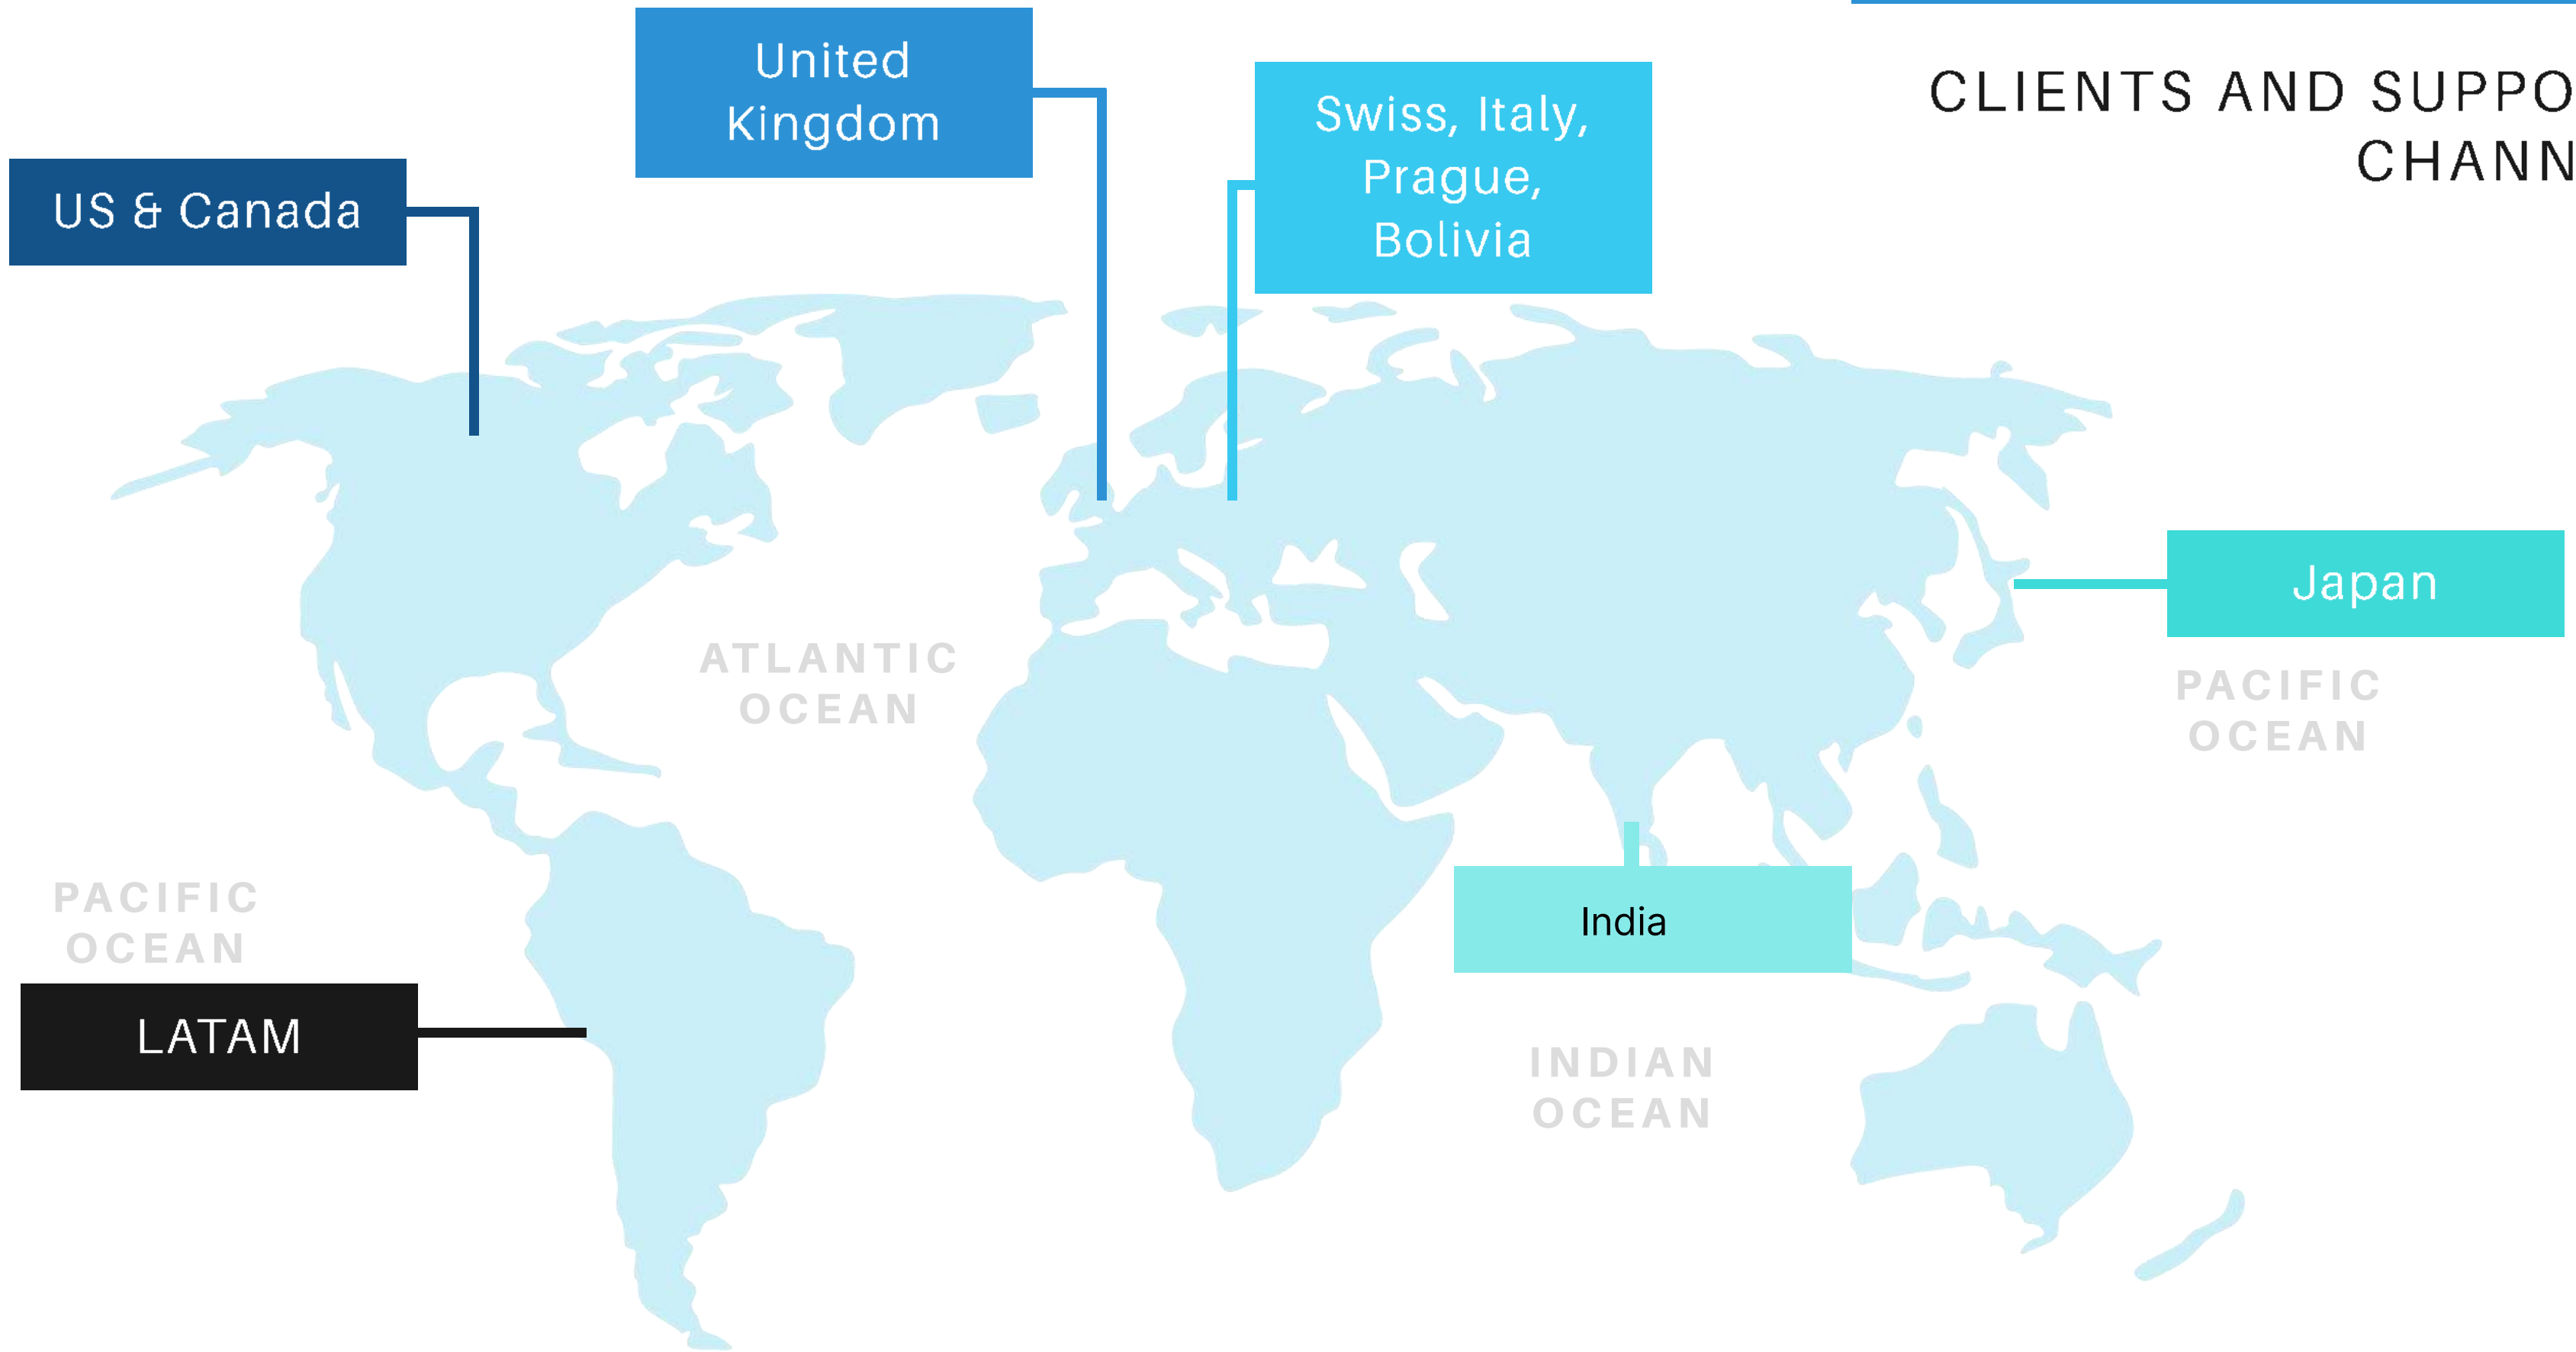 CLIENTS AND SUPPO
CHANN
United
Kingdom
Swiss, Italy,
Prague,
Bolivia
US & Canada
Japan
ATLANTIC
OCEAN
PACIFIC
OCEAN
PACIFIC
OCEAN
India
LATAM
INDIAN
OCEAN